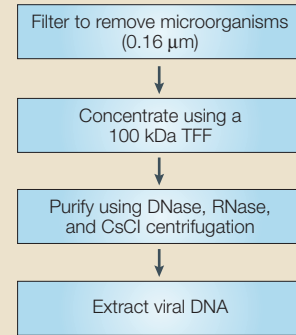 Filter to remove microorganisms
(0.16 μm)
Concentrate using a
100 kDa TFF
Purify using DNase, RNase,
and CsCl centrifugation
Extract viral DNA